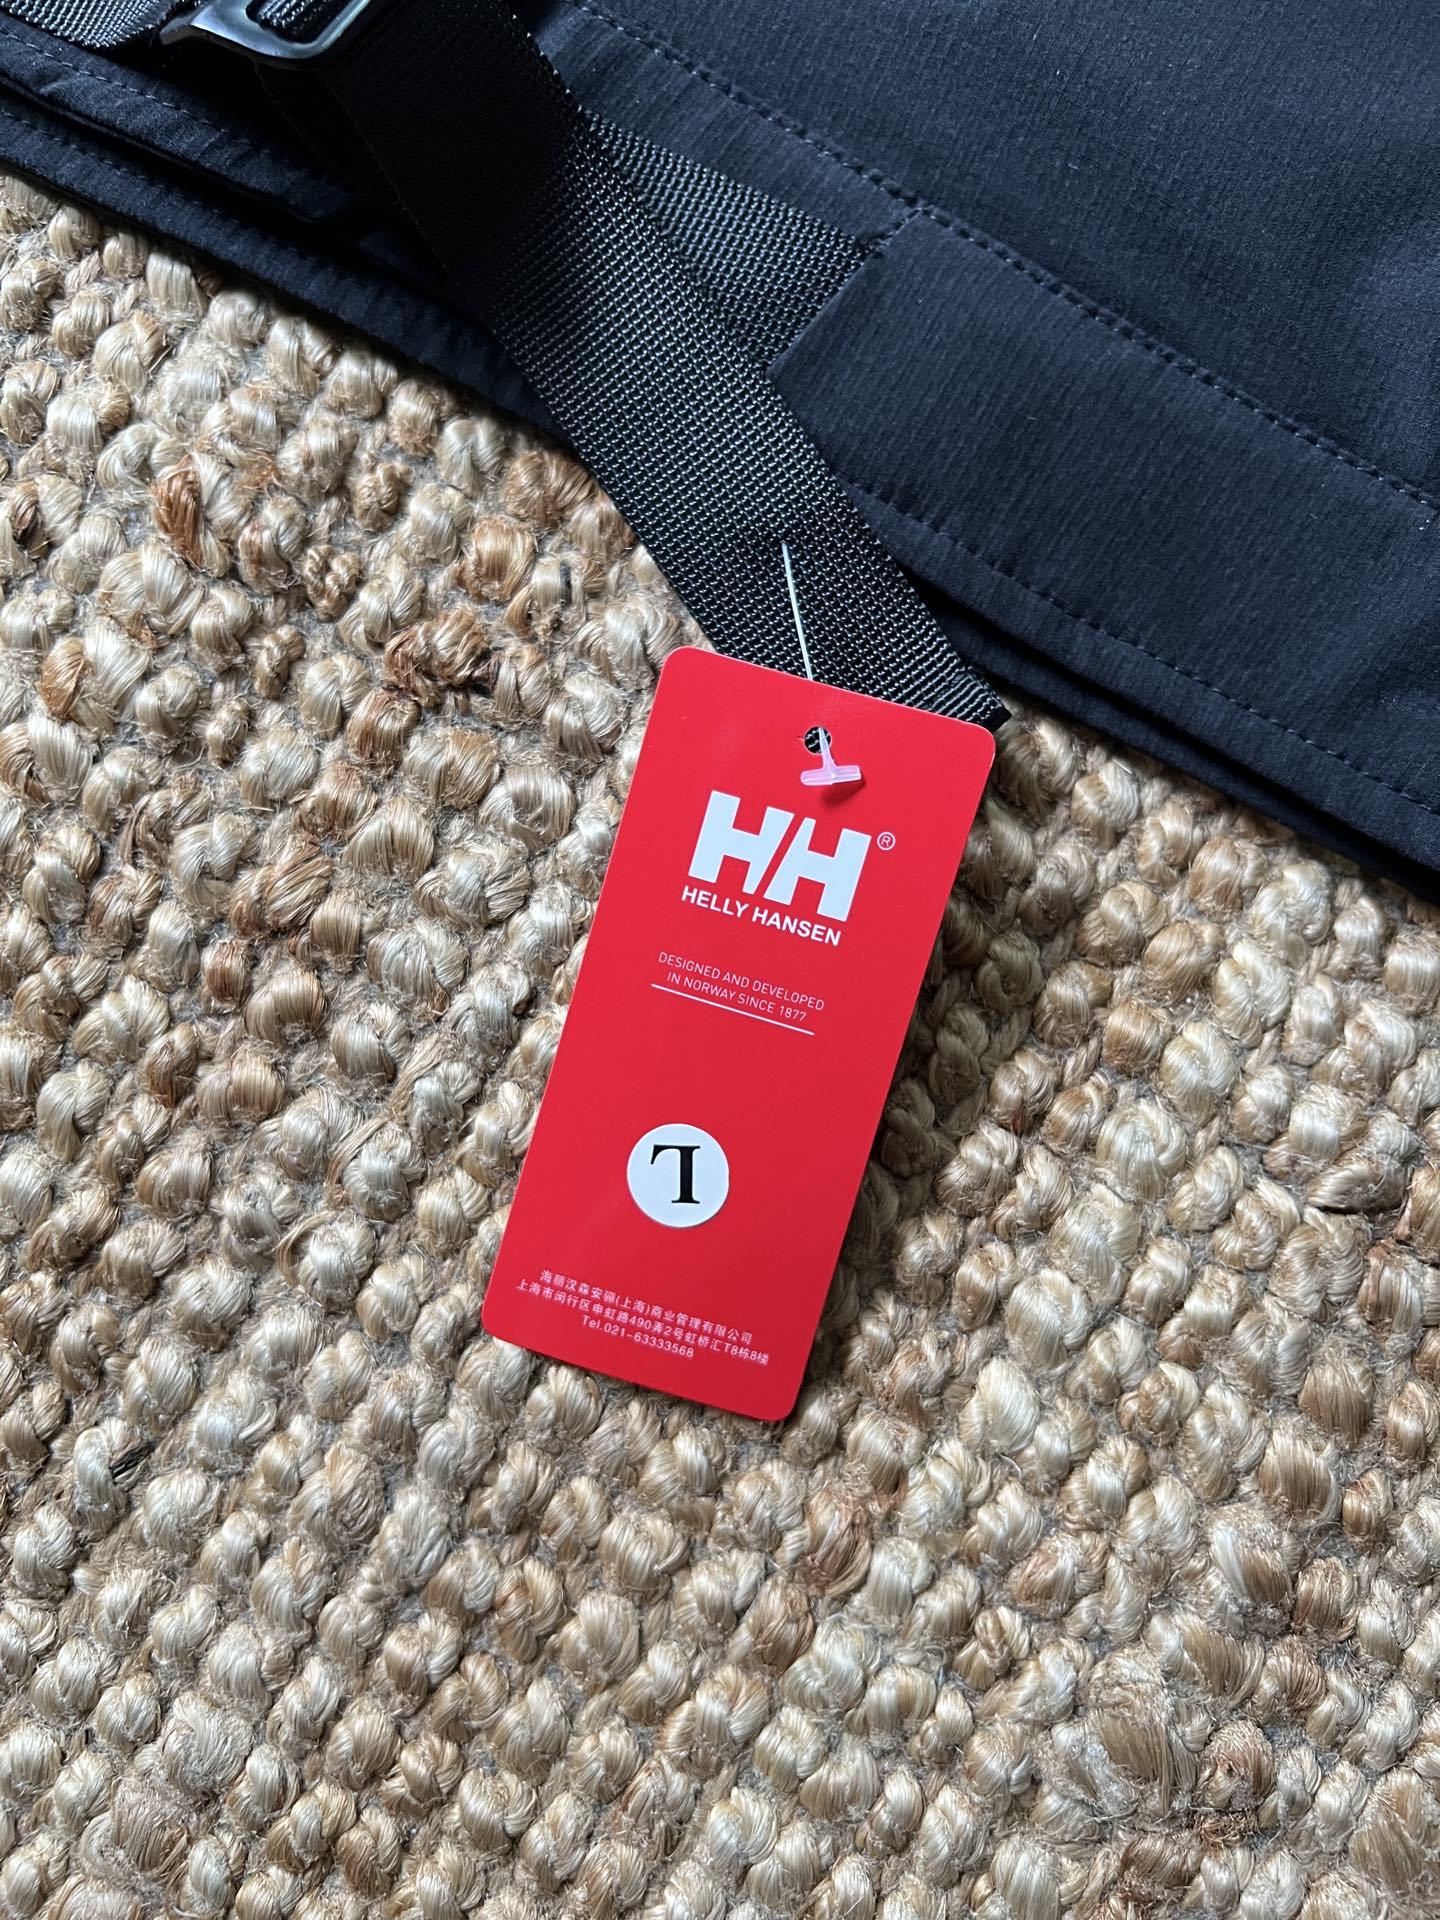 HH®
HELLY HANSEN
DESIGNED AND DEVELOPED
IN NORWAY SINCE 1877
L
海丽汉森安骊(上海)商业管理有限公司
上海市闵行区申虹路490弄2号虹桥汇T8栋8楼
Tel.021-63333568